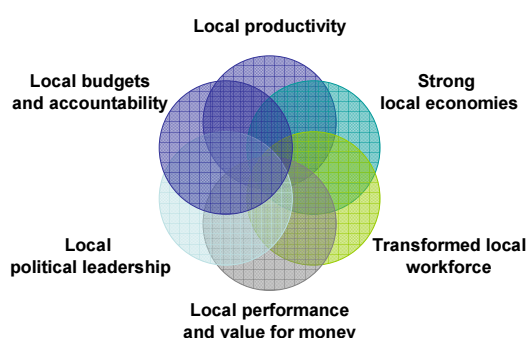 Local productivity
Local budgets
and accountability
Strong
local economies
Local
political leadership
Transformed local
workforce
Local performance
and value for money